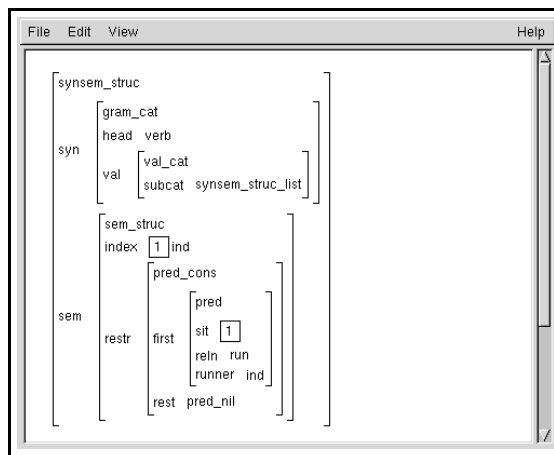 File Edit View Help
synsem_struc
gram_cat
head verb
syn
val_cat
val
subcat synsem_struc_list
sem_struc
index 1 ind
pred_cons
pred
sem
restr first sit 1
reln run
runner ind
rest pred_nil